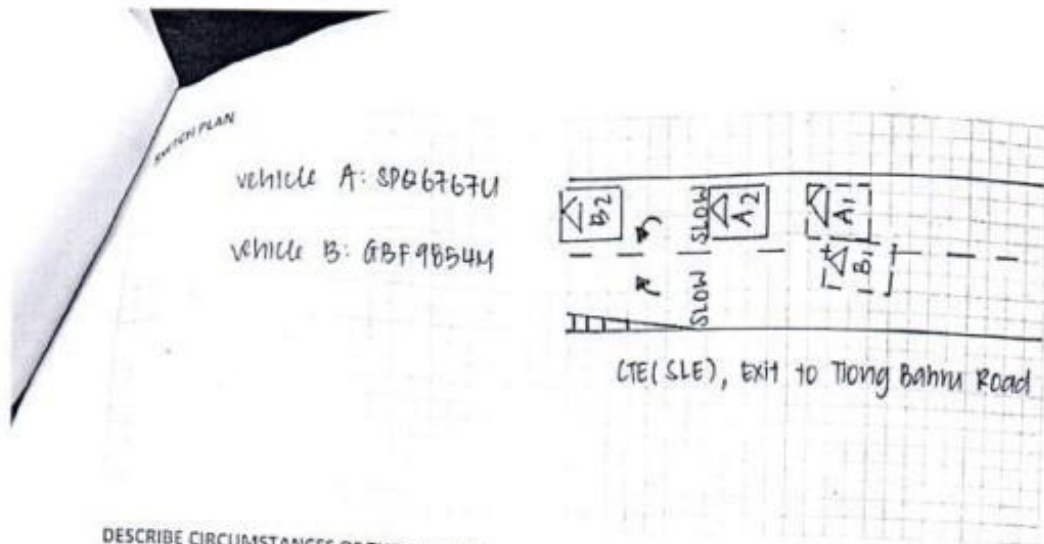 SKETCH PLAN
vehicle A: SPQ6767U
vehicle B: GBF9854M
B2
SLOW
A2
A1
B1
SLOW
CTE(SLE), Exit to Tiong Bahru Road
DESCRIBE CIRCUMSTANCES OF THE